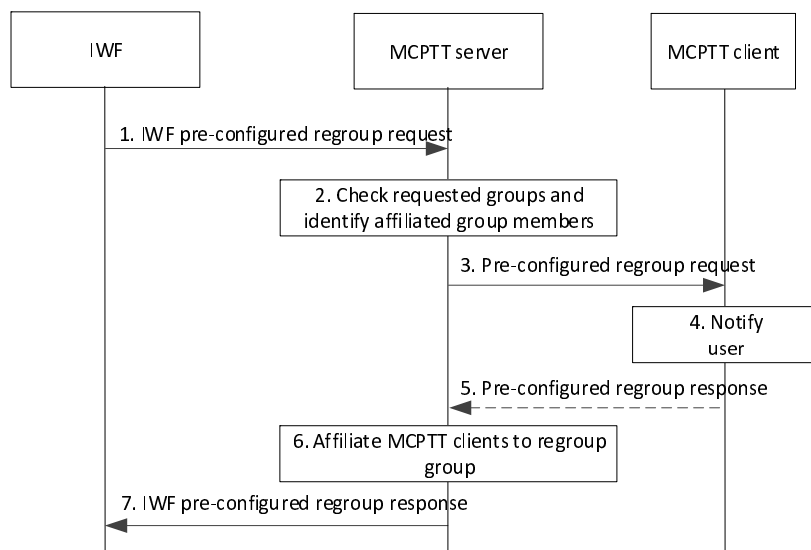 IWF
MCPTT server
MCPTT client
1. IWF pre-configured regroup request
2. Check requested groups and
identify affiliated group members
3. Pre-configured regroup request
4. Notify
user
5. Pre-configured regroup response
6. Affiliate MCPTT clients to regroup
group
7. IWF pre-configured regroup response